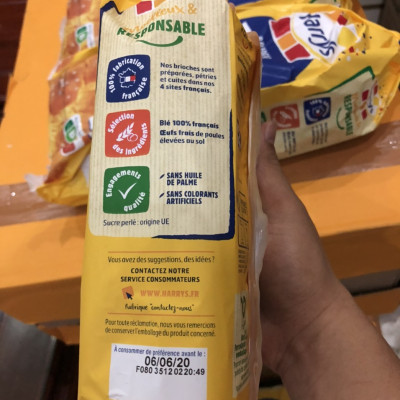 & 
RESPONSABLE
100% fabrication française
Nos brioches sont
préparées, pétries
et cuites dans nos
4 sites français.
Sélection des ingrédients
Blé 100% français
Œufs frais de poules
élevées au sol
Engagements qualité
SANS HUILE
DE PALME
SANS COLORANTS
ARTIFICIELS
Sucre perlé : origine UE
Vous avez des suggestions, des idées ?
CONTACTEZ NOTRE
SERVICE CONSOMMATEURS
WWW.HARRYS.FR
Rubrique "contactez-nous"
Pour toute réclamation, nous vous remercions
de conserver l'emballage du produit concerné.
À consommer de préférence avant le :
06/06/20
F080 3512 02 20:49